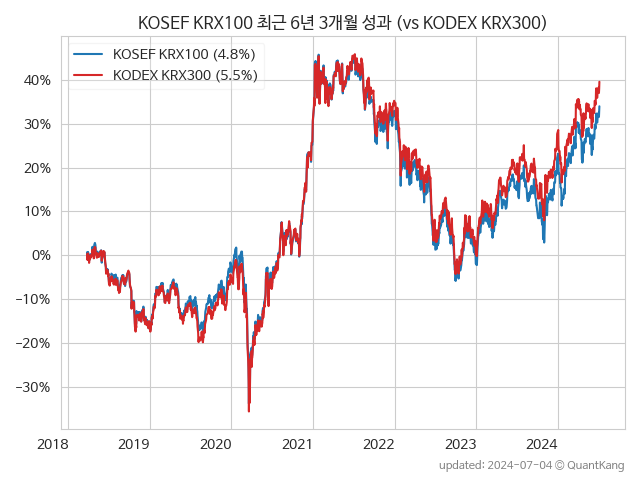 KOSEF KRX100 최근 6년 3개월 성과 (vs KODEX KRX300)
KOSEF KRX100 (4.8%)
KODEX KRX300 (5.5%)
40%
30%
20%
10%
0%
−10%
−20%
−30%
2018 2019 2020 2021 2022 2023 2024
updated: 2024-07-04 © QuantKang